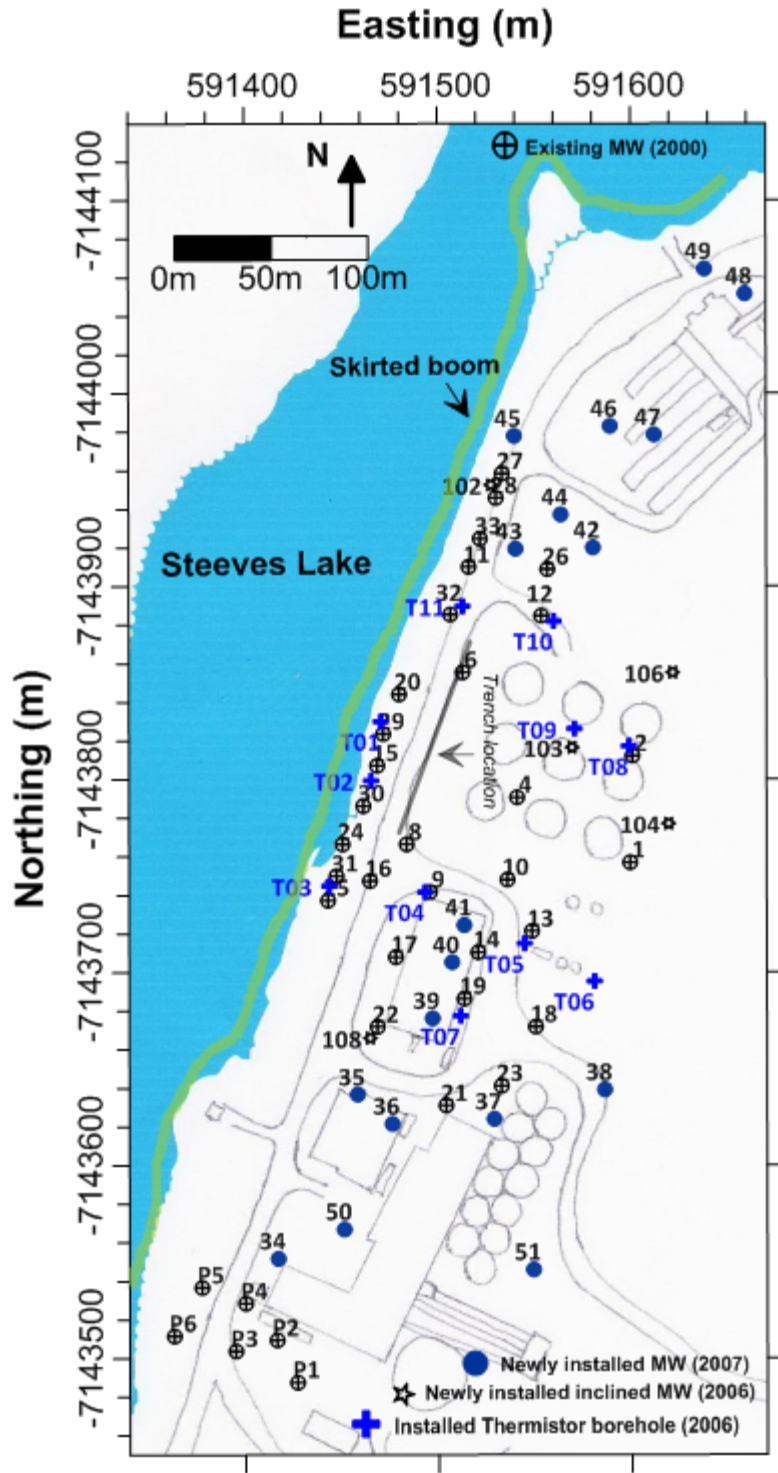 Easting (m)
591400 591500 591600
Existing MW (2000)
N
0m 50m 100m
-7144100
49
48
Skirted boom
-7144000
45
46
47
27
102
28
44
33
43
42
Steeves Lake
11
26
-7143900
32
T11
12
T10
6
106
20
Trench location
29
T01
T09
103
2
T08
15
T02
-7143800
30
4
104
24
8
1
31
16
10
T03
5
9
T04
41
13
17
40
14
T05
-7143700
T06
19
39
22
T07
18
108
35
23
38
36
21
37
-7143600
50
34
51
P5
P4
P6
P3
P2
-7143500
P1
Northing (m)
Newly installed MW (2007)
Newly installed inclined MW (2006)
Installed Thermistor borehole (2006)